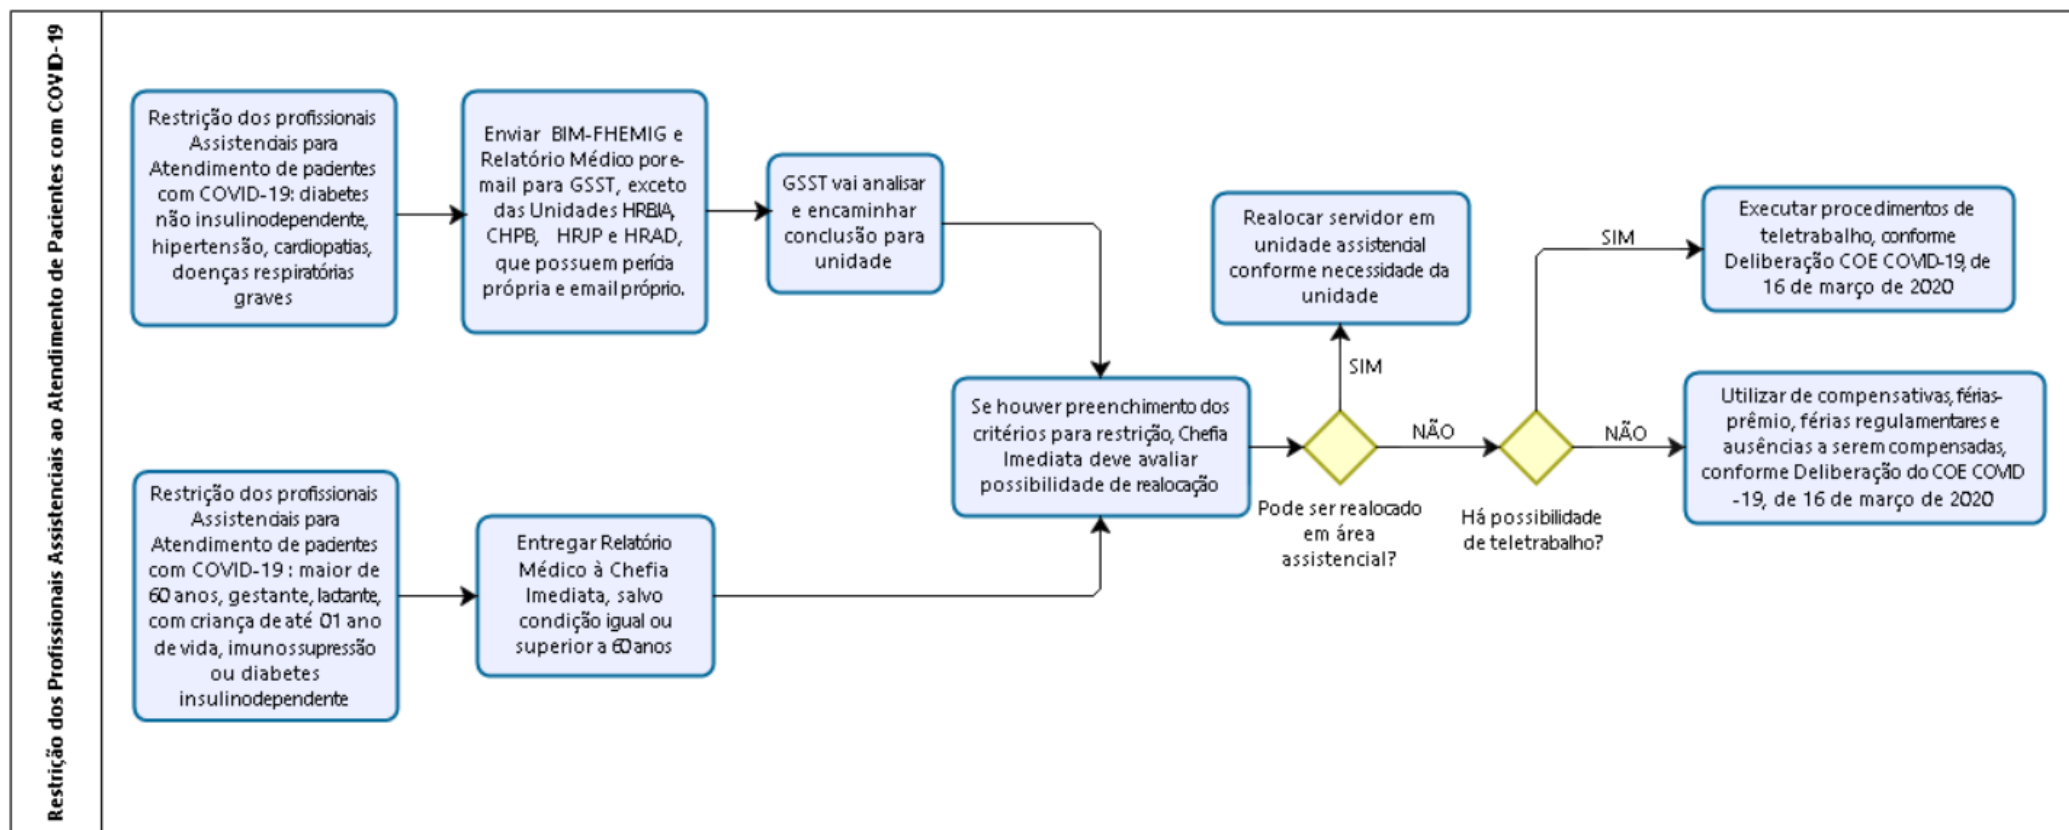 Restrição dos Profissionais Assistenciais ao Atendimento de Pacientes com COVID-19
Restrição dos profissionais
Assistenciais para
Atendimento de pacientes
com COVID-19: diabetes
não insulinodependente,
hipertensão, cardiopatias,
doenças respiratórias
graves
Enviar BIM-FHEMIG e
Relatório Médico por e-
mail para GSST, exceto
das Unidades HRBJA,
CHPB, HRJP e HRAD,
que possuem perícia
própria e email próprio.
GSST vai analisar
e encaminhar
conclusão para
unidade
Restrição dos profissionais
Assistenciais para
Atendimento de pacientes
com COVID-19 : maior de
60 anos, gestante, lactante,
com criança de até 01 ano
de vida, imunossupressão
ou diabetes
insulinodependente
Entregar Relatório
Médico à Chefia
Imediata, salvo
condição igual ou
superior a 60 anos
Se houver preenchimento dos
critérios para restrição, Chefia
Imediata deve avaliar
possibilidade de realocação
Pode ser realocado
em área
assistencial?
SIM
Realocar servidor em
unidade assistencial
conforme necessidade da
unidade
NÃO
Há possibilidade
de teletrabalho?
SIM
Executar procedimentos de
teletrabalho, conforme
Deliberação COE COVID-19, de
16 de março de 2020
NÃO
Utilizar de compensativas, férias-
prêmio, férias regulamentares e
ausências a serem compensadas,
conforme Deliberação do COE COVID
-19, de 16 de março de 2020